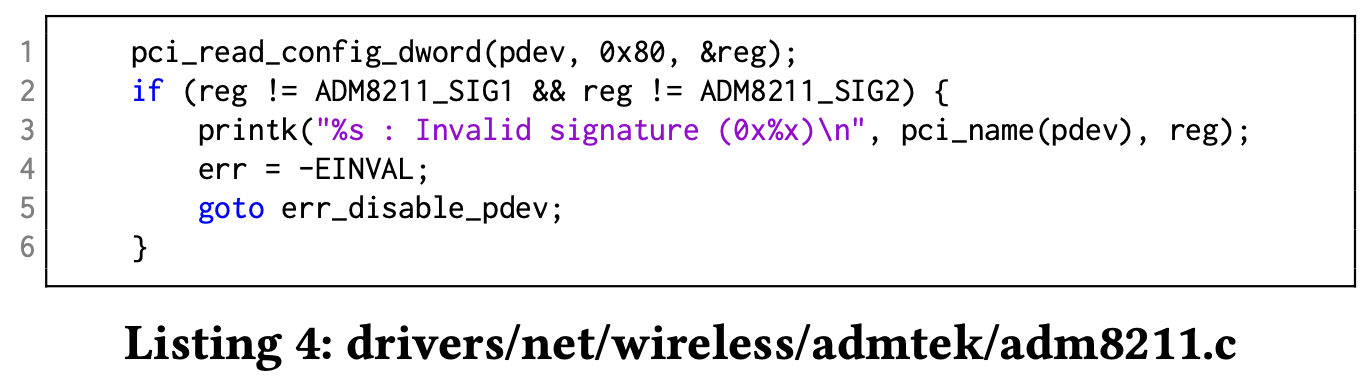 1 pci_read_config_dword(pdev, 0x80, &reg);
2 if (reg != ADM8211_SIG1 && reg != ADM8211_SIG2) {
3 printk("%s : Invalid signature (0x%x)\n", pci_name(pdev), reg);
4 err = -EINVAL;
5 goto err_disable_pdev;
6 }
Listing 4: drivers/net/wireless/admtek/adm8211.c